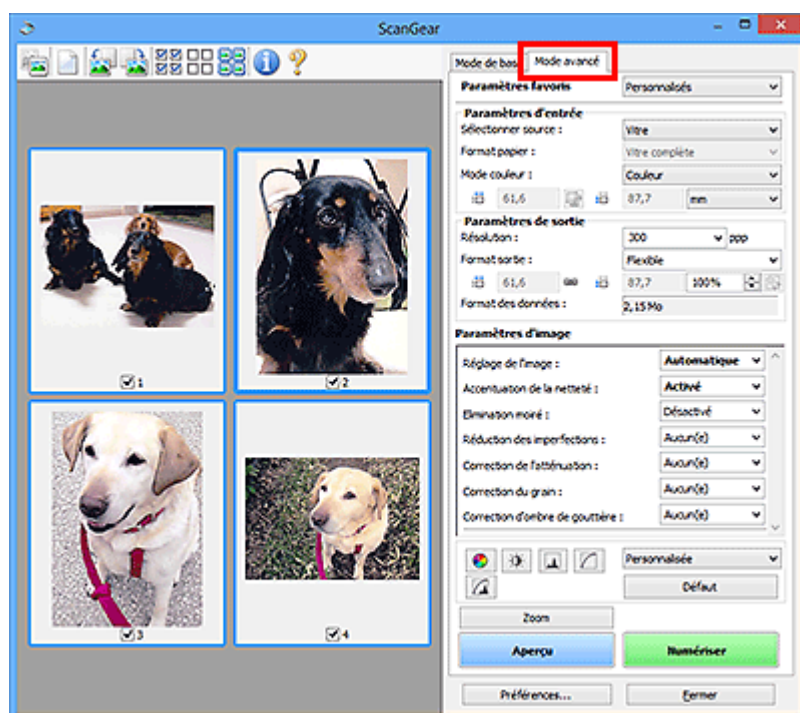 ScanGear
Mode de bas Mode avancé
Paramètres favoris Personnalisés
Paramètres d'entrée
Sélectionner source : Vitre
Format papier : Vitre complète
Mode couleur : Couleur
61,6 87,7 mm
Paramètres de sortie
Résolution : 300 ppp
Format sortie : Flexible
61,6 87,7 100%
Format des données : 2,15 Mo
Paramètres d'image
Réglage de l'image : Automatique
Accentuation de la netteté : Activé
Elimination moiré : Désactivé
Réduction des imperfections : Aucun(e)
Correction de l'atténuation : Aucun(e)
Correction du grain : Aucun(e)
Correction d'ombre de gouttière : Aucun(e)
Personnalisée
Défaut
Zoom
Aperçu Numériser
Préférences... Fermer
1 2
3 4